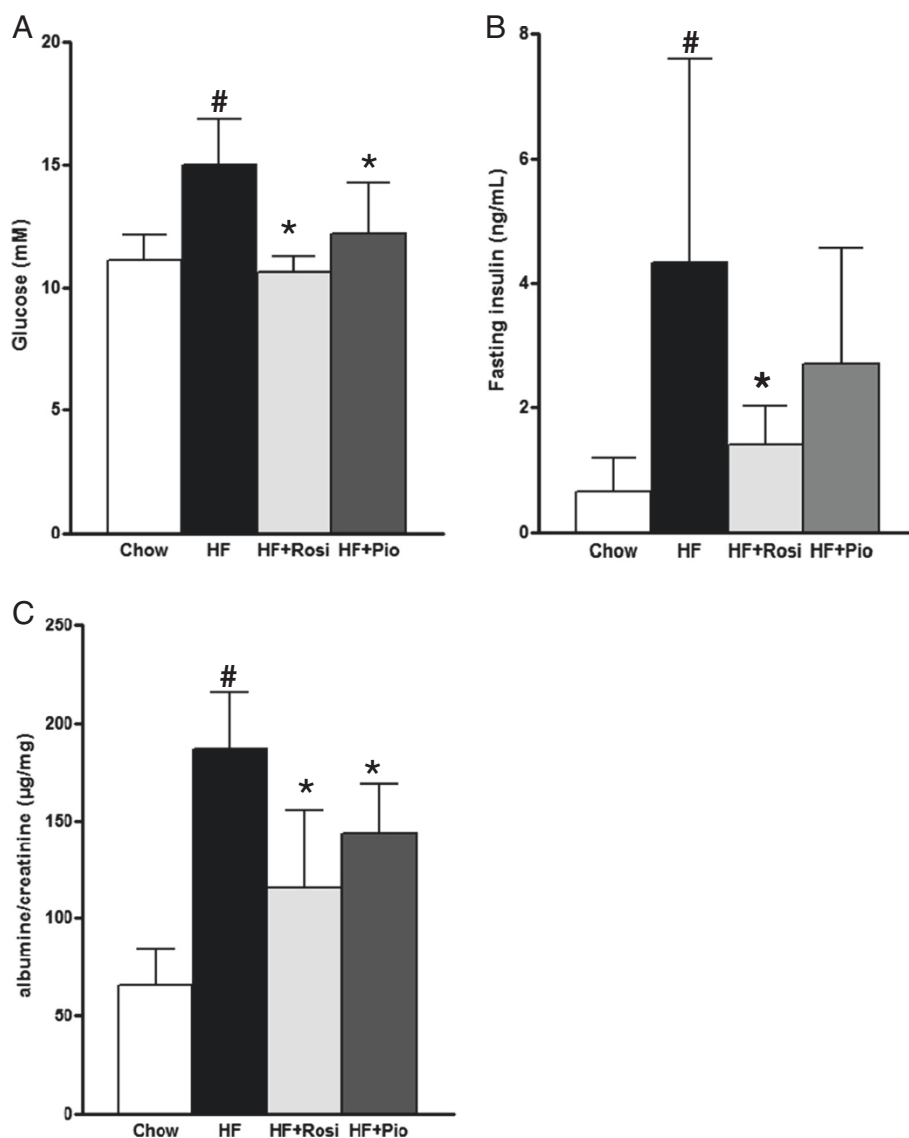 A
20
15
10
5
0
Glucose (mM)
#
*
*
Chow HF HF+Rosi HF+Pio
B
8
6
4
2
0
Fasting insulin (ng/mL)
#
*
Chow HF HF+Rosi HF+Pio
C
250
200
150
100
50
0
albumine/creatinine (µg/mg)
#
*
*
Chow HF HF+Rosi HF+Pio